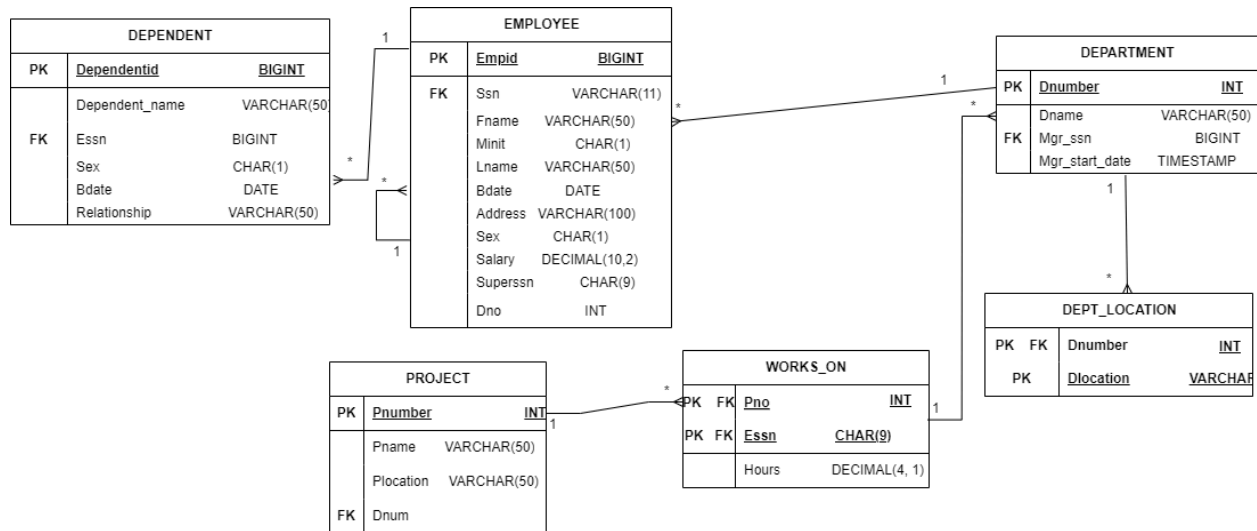 DEPENDENT
PK Dependentid BIGINT
Dependent_name VARCHAR(50)
FK Essn BIGINT
Sex CHAR(1)
Bdate DATE
Relationship VARCHAR(50)
1
*
*
1
EMPLOYEE
PK Empid BIGINT
FK Ssn VARCHAR(11)
Fname VARCHAR(50)
Minit CHAR(1)
Lname VARCHAR(50)
Bdate DATE
Address VARCHAR(100)
Sex CHAR(1)
Salary DECIMAL(10,2)
Superssn CHAR(9)
Dno INT
*
1
*
DEPARTMENT
PK Dnumber INT
Dname VARCHAR(50)
FK Mgr_ssn BIGINT
Mgr_start_date TIMESTAMP
1
*
DEPT_LOCATION
PK FK Dnumber INT
PK Dlocation VARCHAR
PROJECT
PK Pnumber INT
Pname VARCHAR(50)
Plocation VARCHAR(50)
FK Dnum
1
*
WORKS_ON
PK FK Pno INT
PK FK Essn CHAR(9)
Hours DECIMAL(4, 1)
1